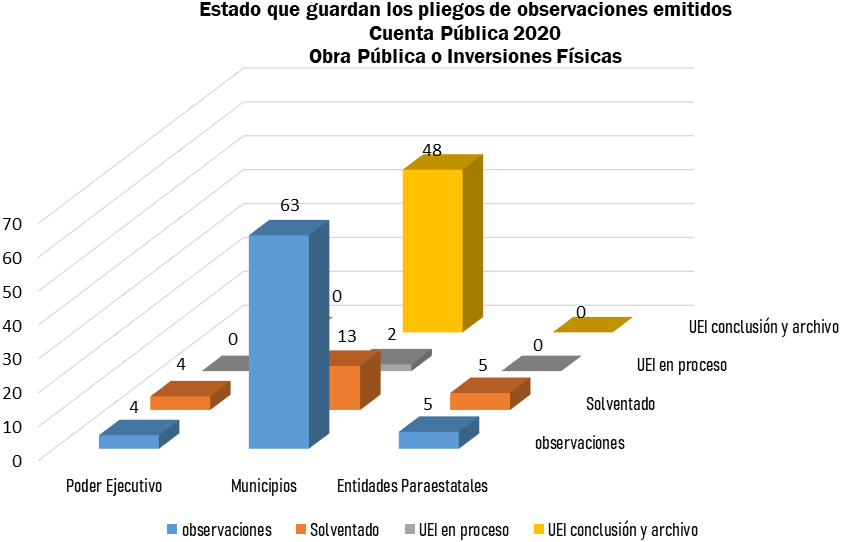 Estado que guardan los pliegos de observaciones emitidos
Cuenta Pública 2020
Obra Pública o Inversiones Físicas
48
63
70
60
50
40
30
20
10
0
0
0
13
2
0
0
4
5
4
5
UEI conclusión y archivo
UEI en proceso
Solventado
observaciones
Poder Ejecutivo
Municipios
Entidades Paraestatales
observaciones
Solventado
UEI en proceso
UEI conclusión y archivo